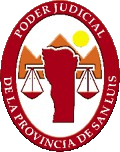 PODER JUDICIAL
DE LA PROVINCIA DE SAN LUIS